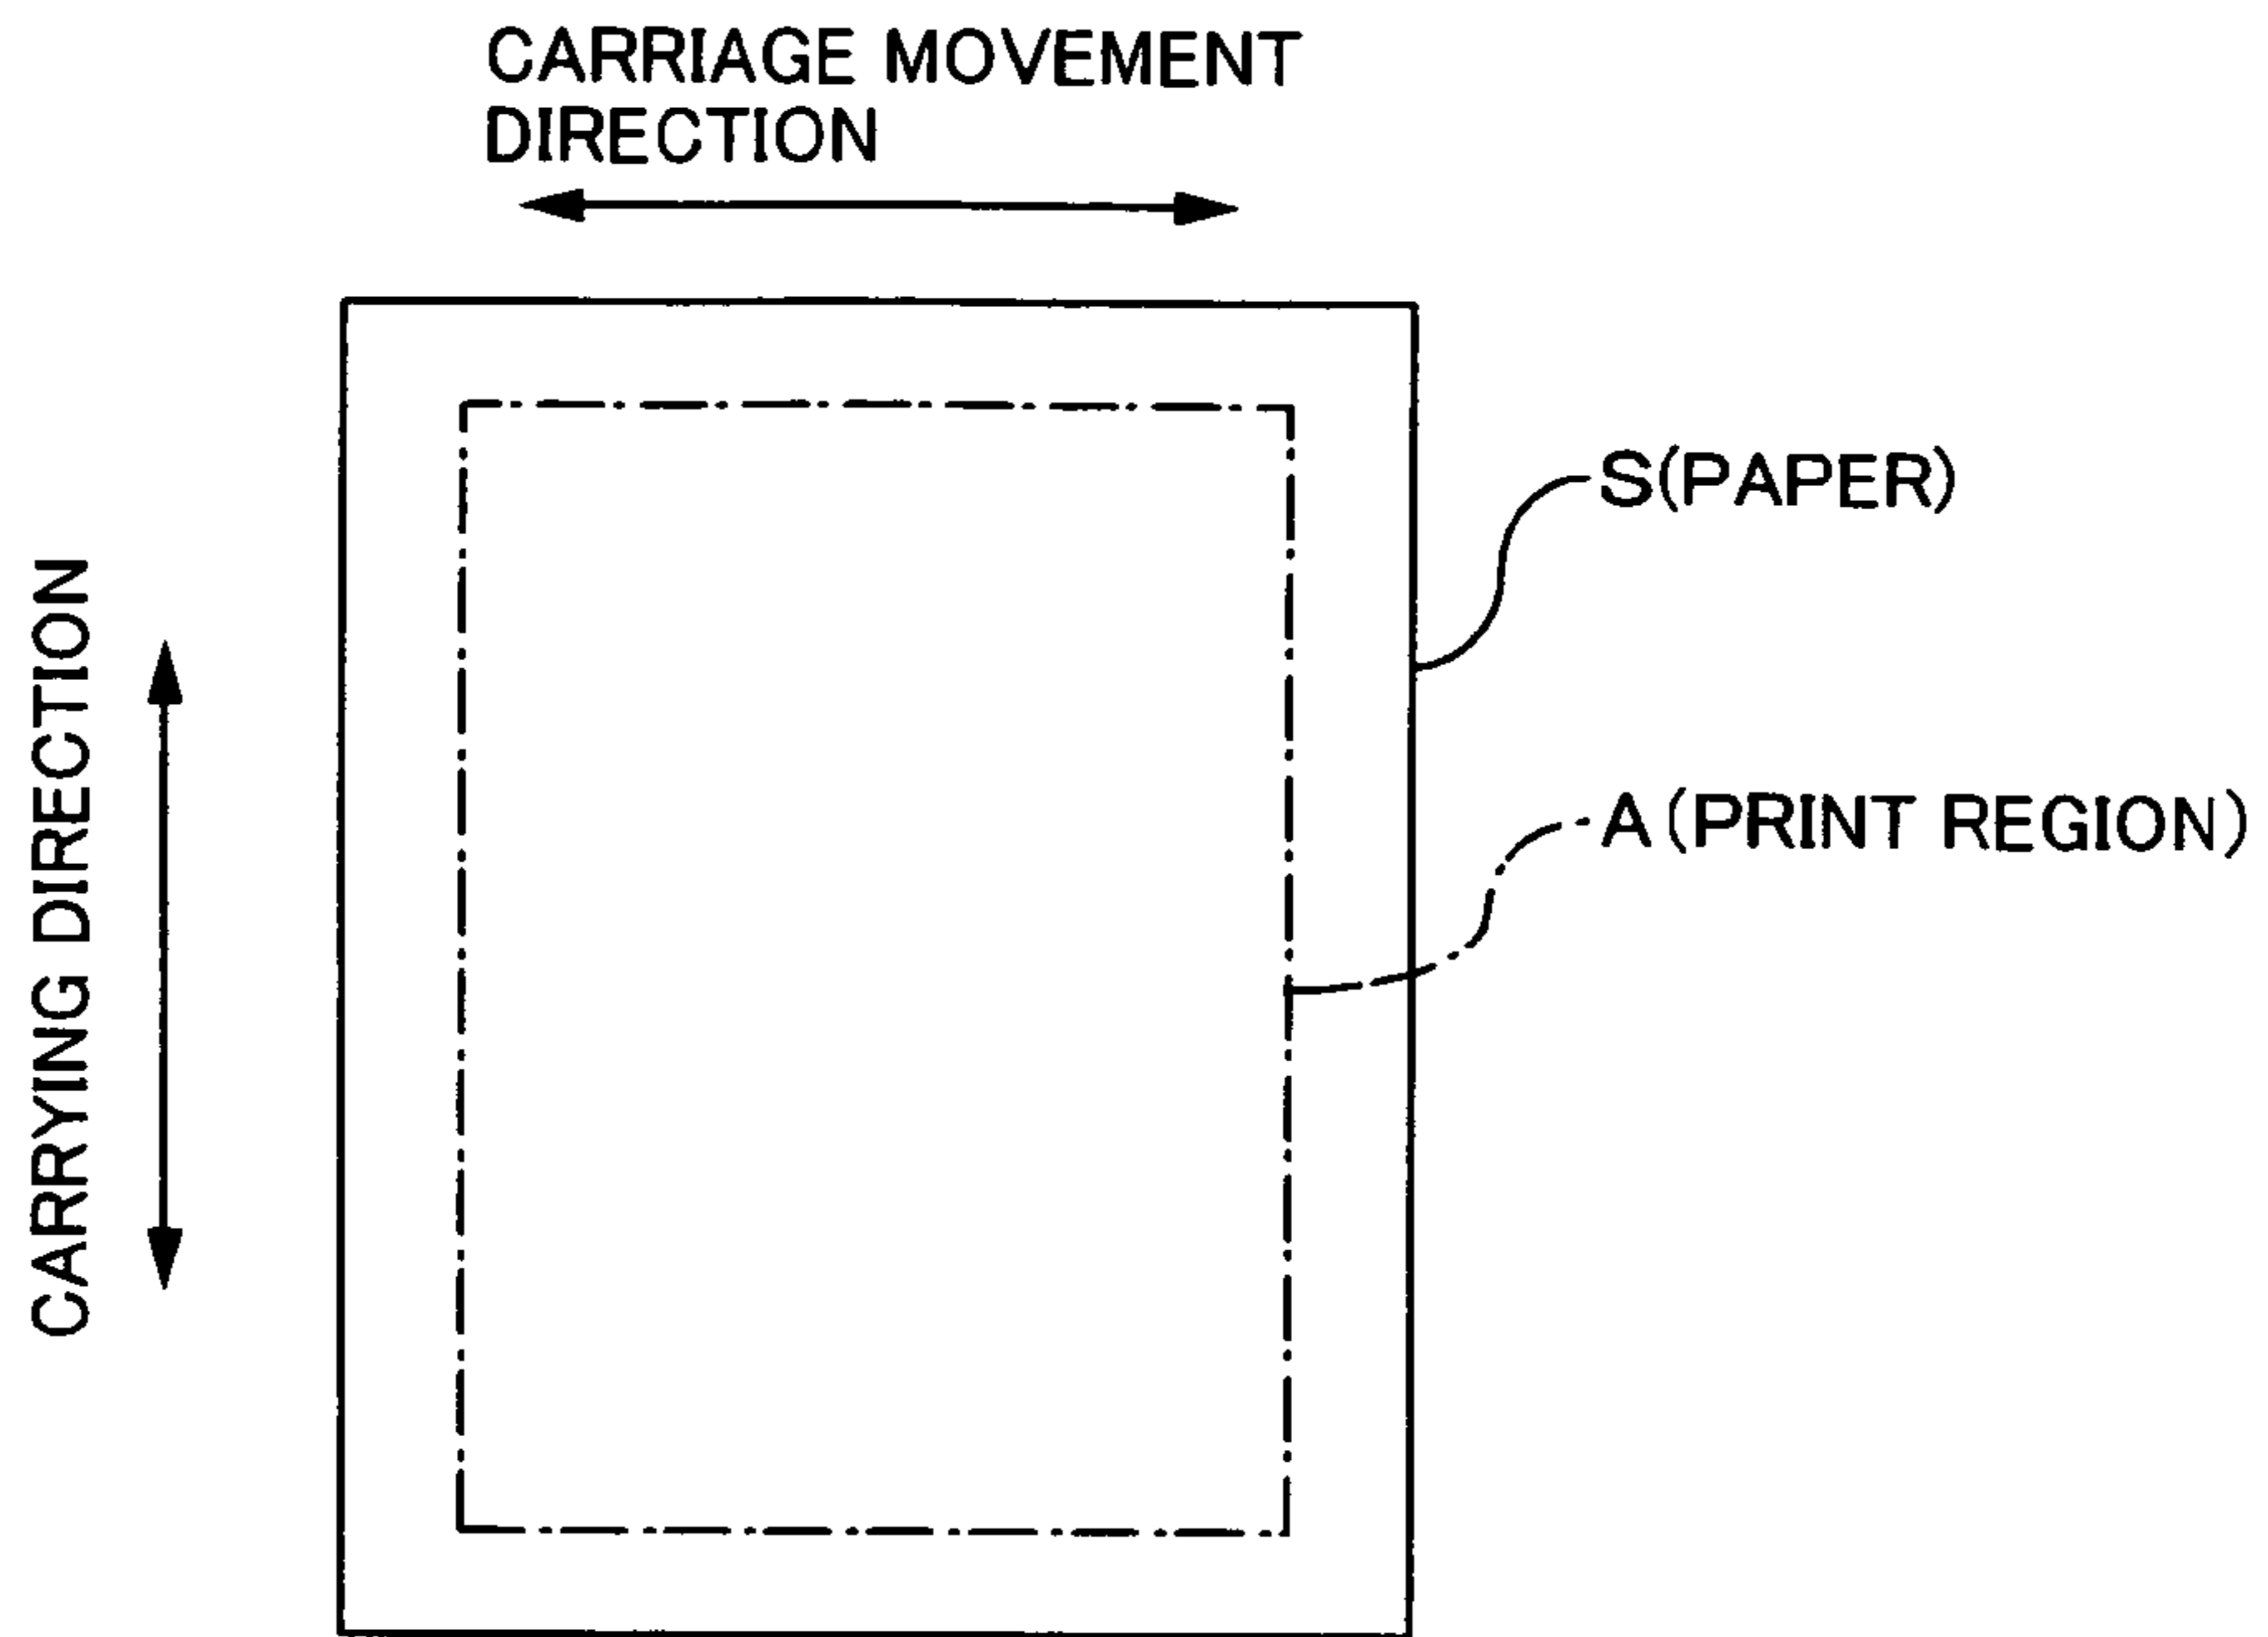 CARRIAGE MOVEMENT
DIRECTION
S(PAPER)
CARRYING DIRECTION
A(PRINT REGION)